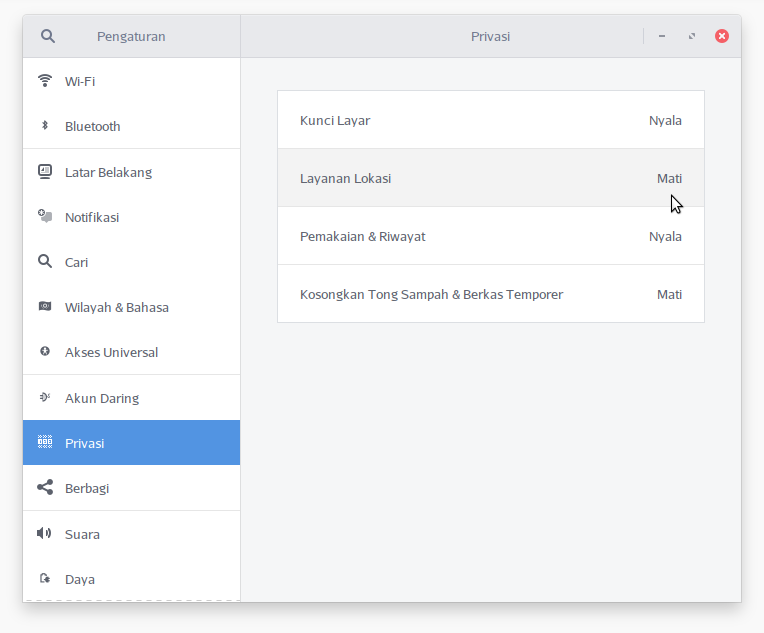 Pengaturan
Privasi
Wi-Fi
Bluetooth
Latar Belakang
Notifikasi
Cari
Wilayah & Bahasa
Akses Universal
Akun Daring
Privasi
Berbagi
Suara
Daya
Kunci Layar Nyala
Layanan Lokasi Mati
Pemakaian & Riwayat Nyala
Kosongkan Tong Sampah & Berkas Temporer Mati